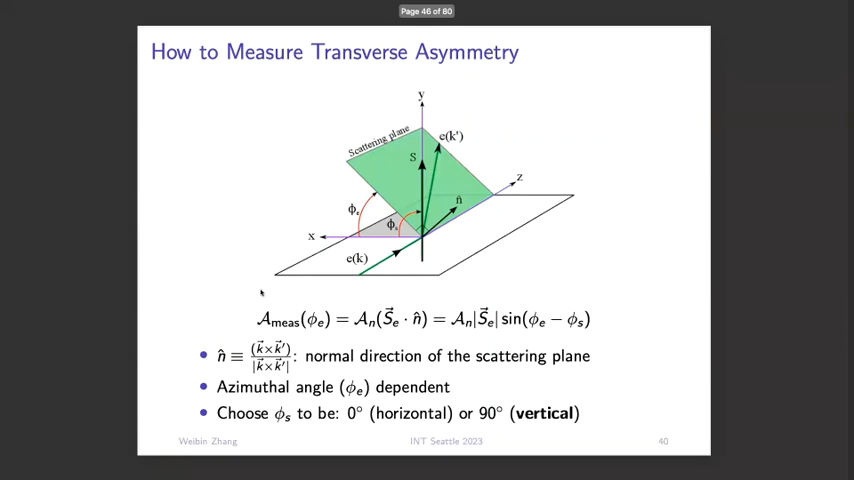 Page 46 of 80
How to Measure Transverse Asymmetry
y
Scattering plane
e(k')
S
z
n̂
ϕₑ
ϕₛ
x
e(k)
𝒜meas(ϕₑ) = 𝒜ₙ(S⃗ₑ · n̂) = 𝒜ₙ|S⃗ₑ| sin(ϕₑ − ϕₛ)
• n̂ ≡ (k⃗×k⃗′)/|k⃗×k⃗′|: normal direction of the scattering plane
• Azimuthal angle (ϕₑ) dependent
• Choose ϕₛ to be: 0° (horizontal) or 90° (vertical)
Weibin Zhang INT Seattle 2023 40